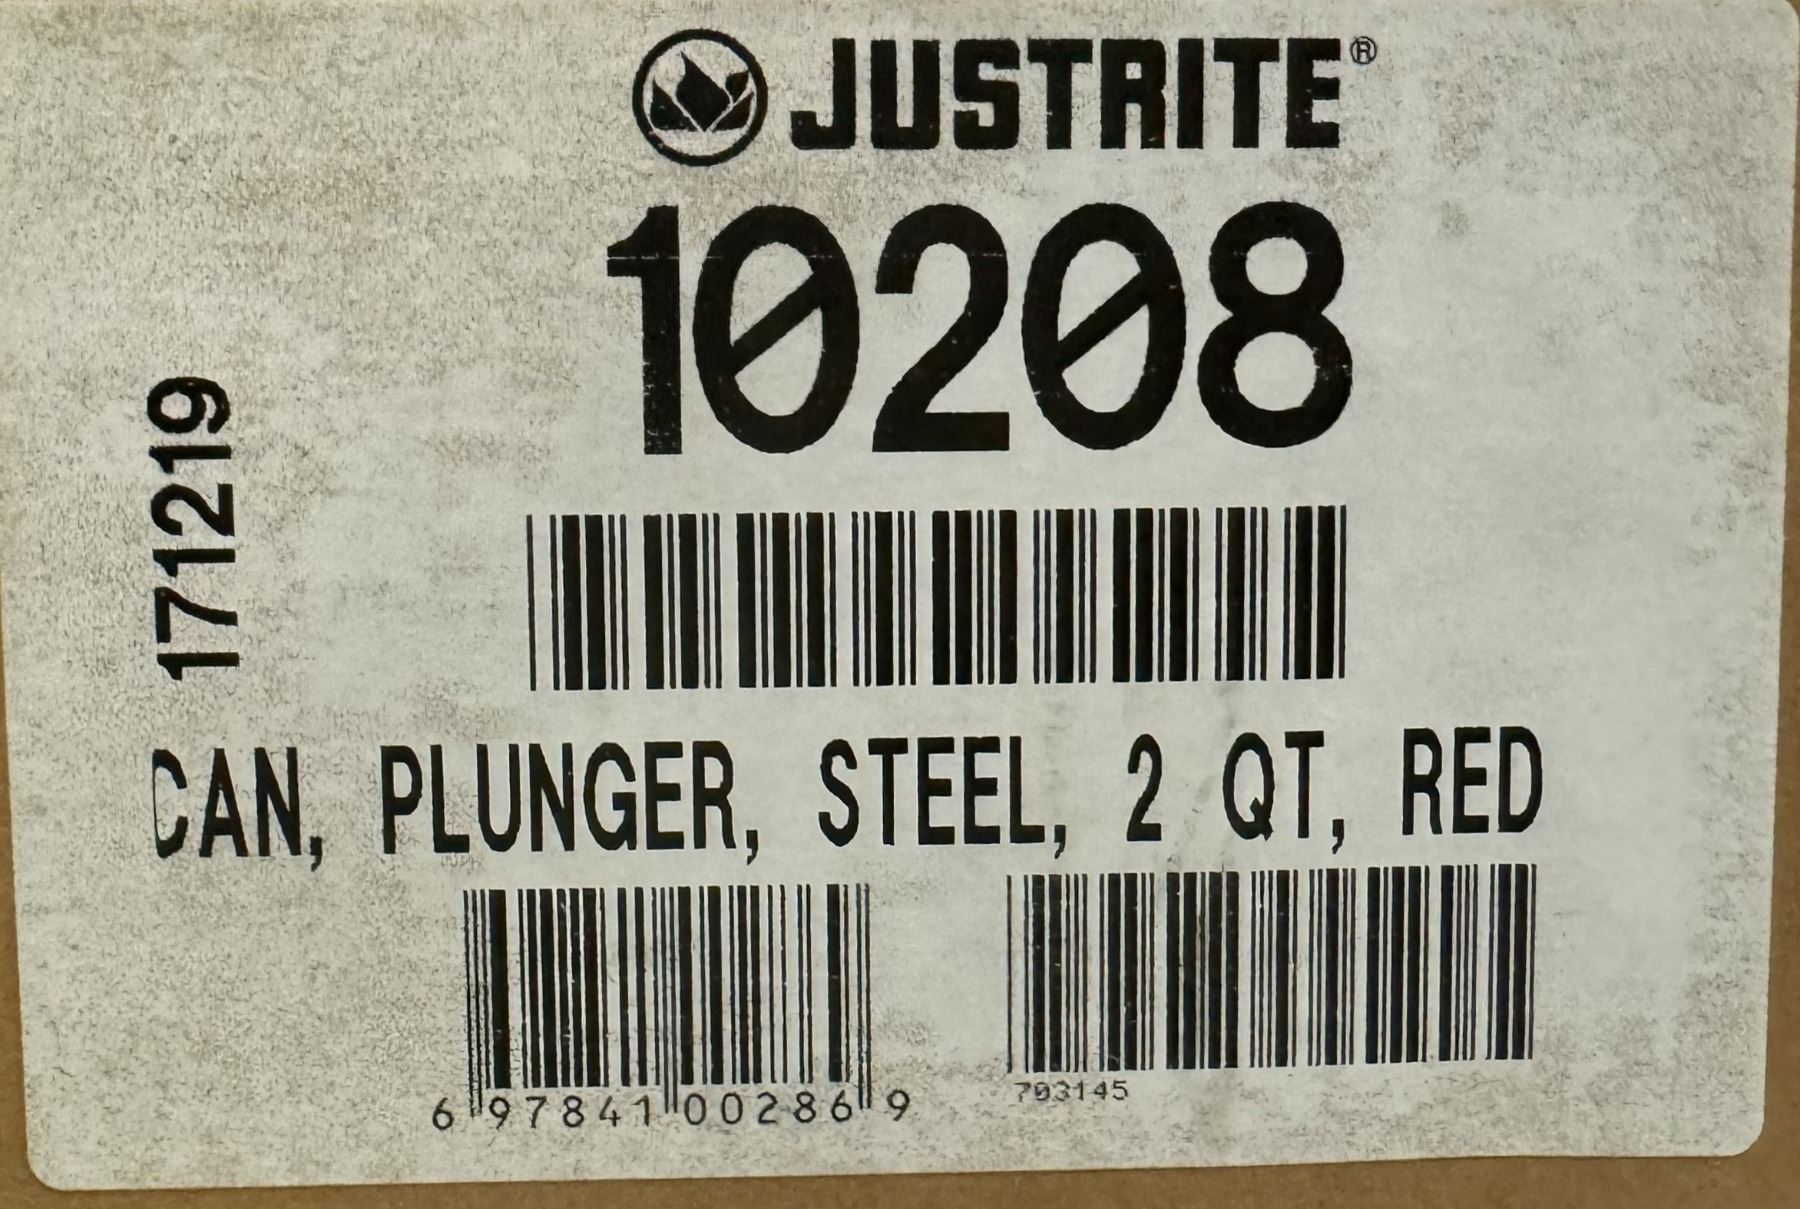 JUSTRITE®
10208
171219
CAN, PLUNGER, STEEL, 2 QT, RED
6 97841 00286 9
703145